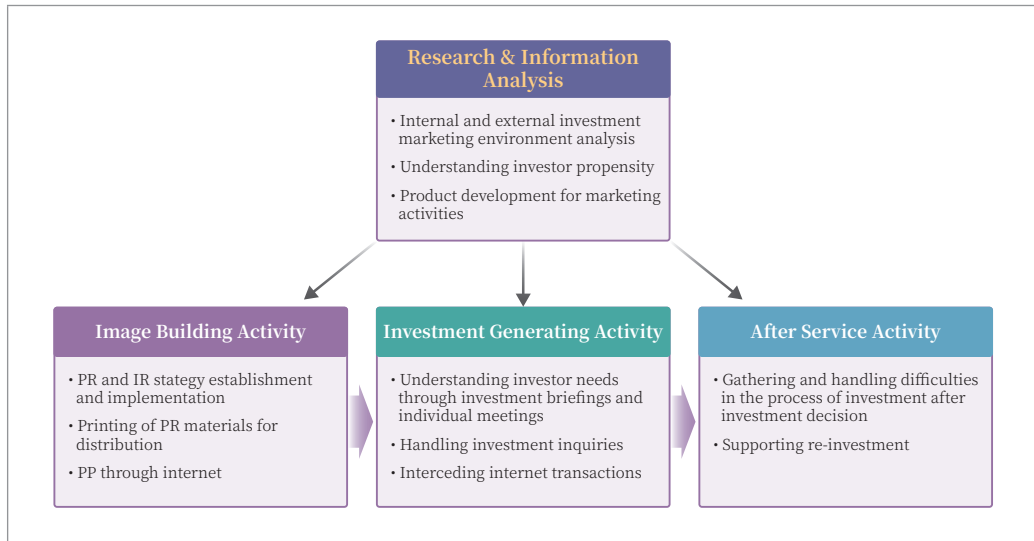 Research & Information
Analysis
• Internal and external investment
marketing environment analysis
• Understanding investor propensity
• Product development for marketing
activities
Image Building Activity
• PR and IR stategy establishment
and implementation
• Printing of PR materials for
distribution
• PP through internet
Investment Generating Activity
• Understanding investor needs
through investment briefings and
individual meetings
• Handling investment inquiries
• Interceding internet transactions
After Service Activity
• Gathering and handling difficulties
in the process of investment after
investment decision
• Supporting re-investment